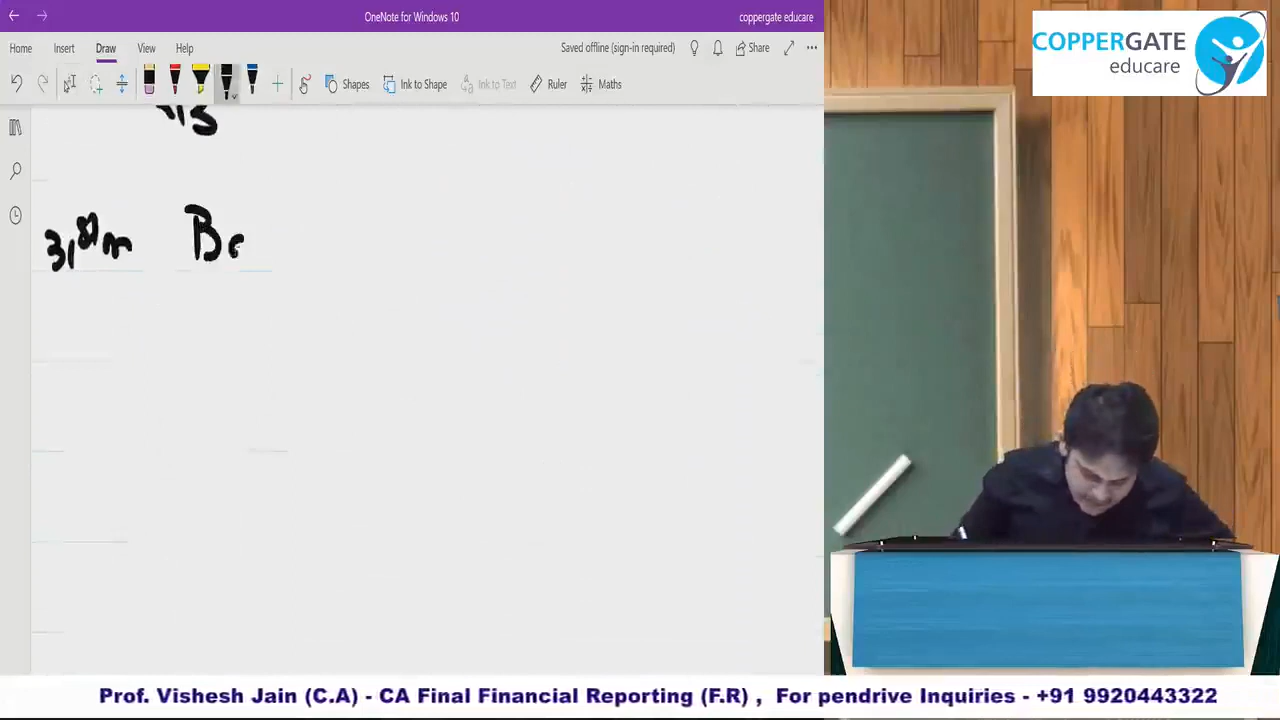 OneNote for Windows 10
coppergate educare
Home Insert Draw View Help
Saved offline (sign-in required)
Share
Shapes
Ink to Shape
Ink to Text
Ruler
Maths
31st m
COPPERGATE
educare
Prof. Vishesh Jain (C.A) - CA Final Financial Reporting (F.R) , For pendrive Inquiries - +91 9920443322